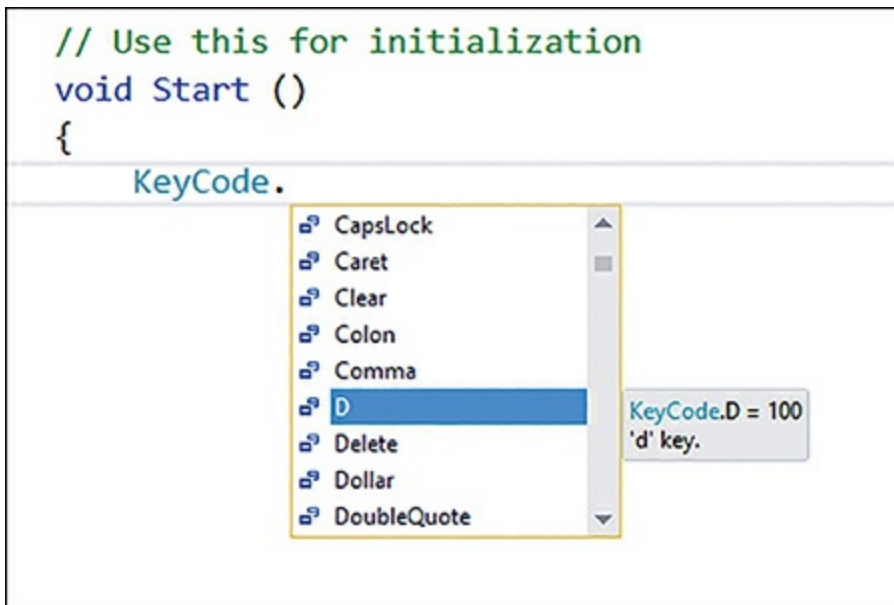 // Use this for initialization
void Start ()
{
KeyCode.
CapsLock
Caret
Clear
Colon
Comma
D
Delete
Dollar
DoubleQuote
KeyCode.D = 100
'd' key.